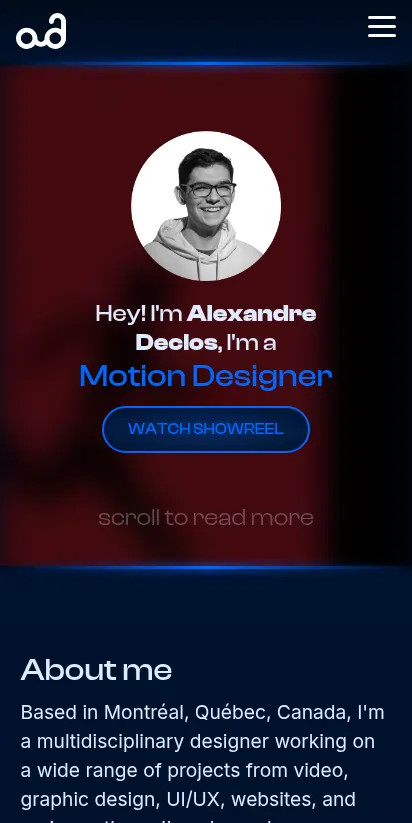 Hey! I'm Alexandre
Declos, I'm a
Motion Designer
WATCH SHOWREEL
scroll to read more
About me
Based in Montréal, Québec, Canada, I'm
a multidisciplinary designer working on
a wide range of projects from video,
graphic design, UI/UX, websites, and